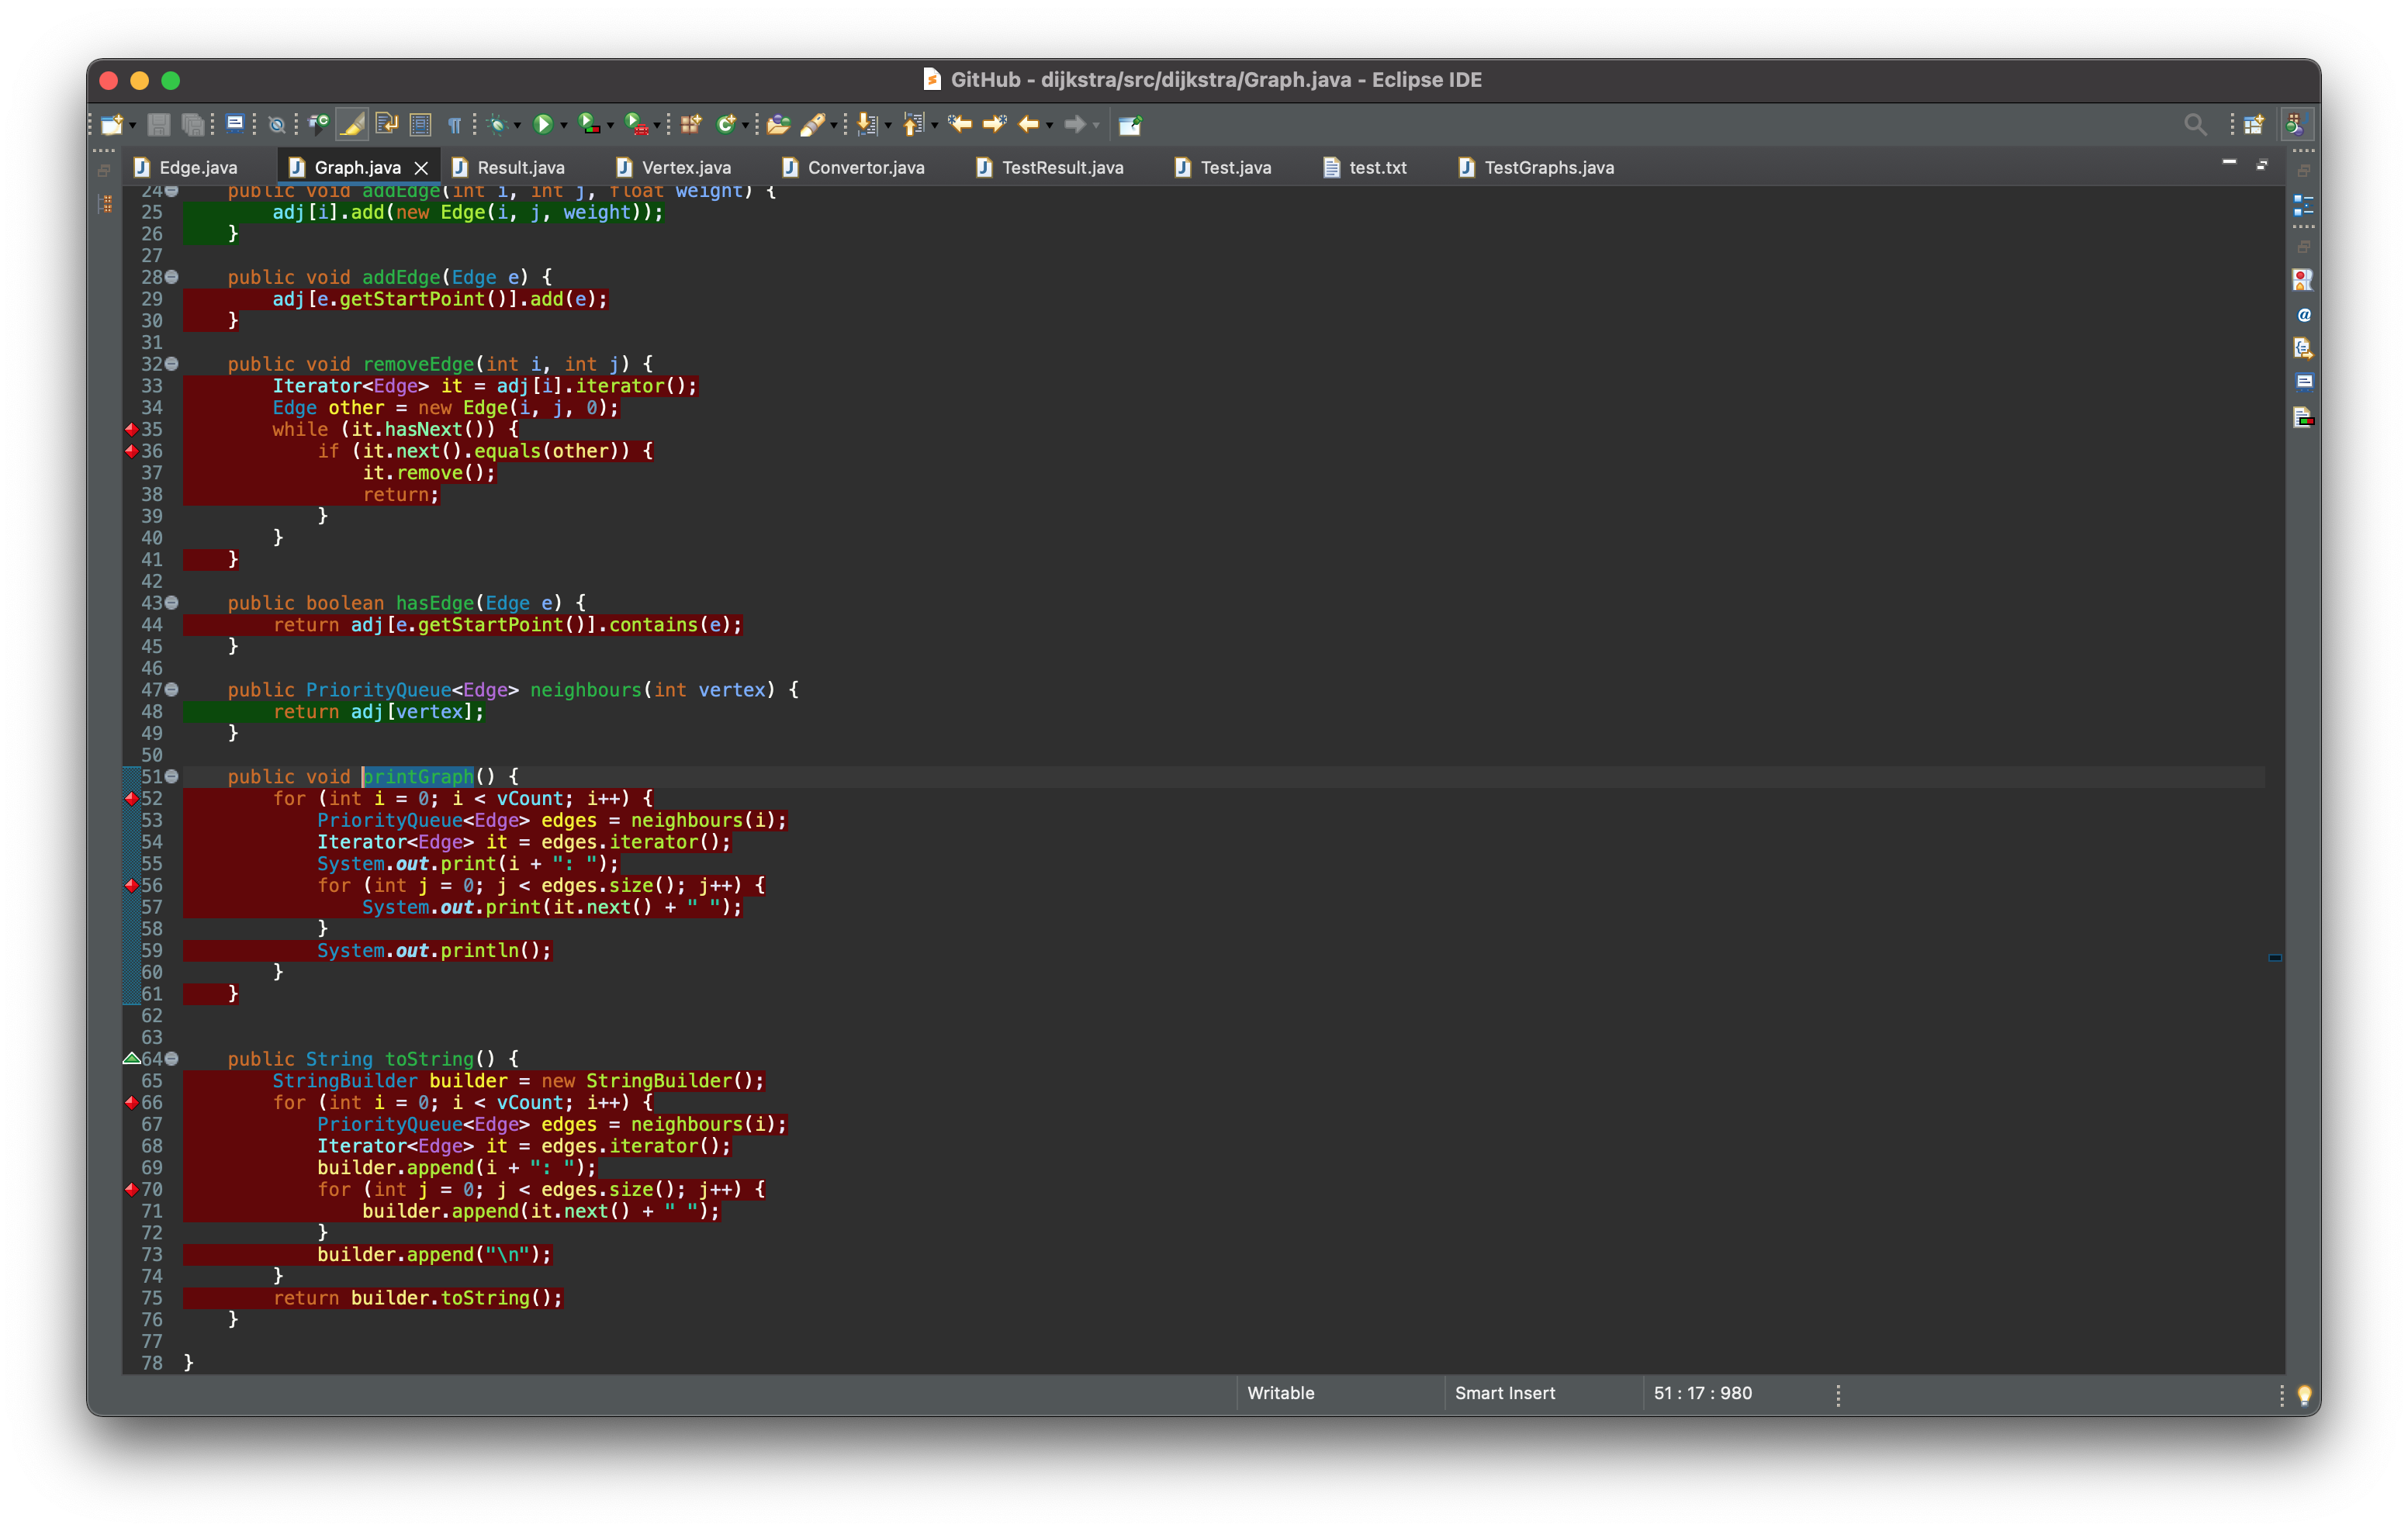 GitHub - dijkstra/src/dijkstra/Graph.java - Eclipse IDE
Edge.java Graph.java Result.java Vertex.java Convertor.java TestResult.java Test.java test.txt TestGraphs.java
24 public void addEdge(int i, int j, float weight) {
25 adj[i].add(new Edge(i, j, weight));
26 }
27
28 public void addEdge(Edge e) {
29 adj[e.getStartPoint()].add(e);
30 }
31
32 public void removeEdge(int i, int j) {
33 Iterator<Edge> it = adj[i].iterator();
34 Edge other = new Edge(i, j, 0);
35 while (it.hasNext()) {
36 if (it.next().equals(other)) {
37 it.remove();
38 return;
39 }
40 }
41 }
42
43 public boolean hasEdge(Edge e) {
44 return adj[e.getStartPoint()].contains(e);
45 }
46
47 public PriorityQueue<Edge> neighbours(int vertex) {
48 return adj[vertex];
49 }
50
51 public void printGraph() {
52 for (int i = 0; i < vCount; i++) {
53 PriorityQueue<Edge> edges = neighbours(i);
54 Iterator<Edge> it = edges.iterator();
55 System.out.print(i + ": ");
56 for (int j = 0; j < edges.size(); j++) {
57 System.out.print(it.next() + " ");
58 }
59 System.out.println();
60 }
61 }
62
63
64 public String toString() {
65 StringBuilder builder = new StringBuilder();
66 for (int i = 0; i < vCount; i++) {
67 PriorityQueue<Edge> edges = neighbours(i);
68 Iterator<Edge> it = edges.iterator();
69 builder.append(i + ": ");
70 for (int j = 0; j < edges.size(); j++) {
71 builder.append(it.next() + " ");
72 }
73 builder.append("\n");
74 }
75 return builder.toString();
76 }
77
78 }
Writable Smart Insert 51 : 17 : 980